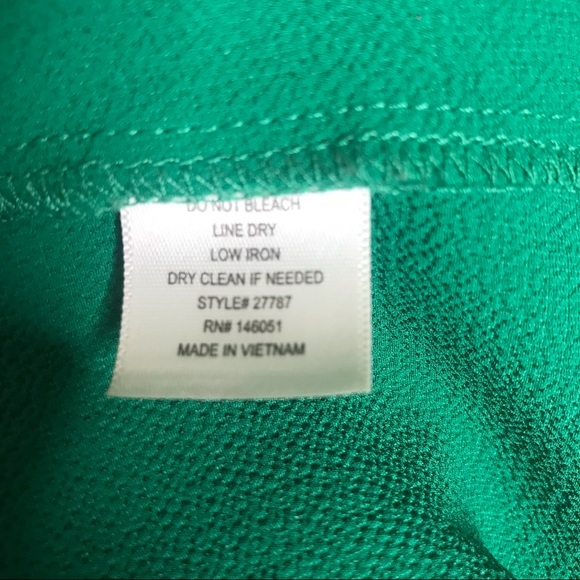 DO NOT BLEACH
LINE DRY
LOW IRON
DRY CLEAN IF NEEDED
STYLE# 27787
RN# 146051
MADE IN VIETNAM